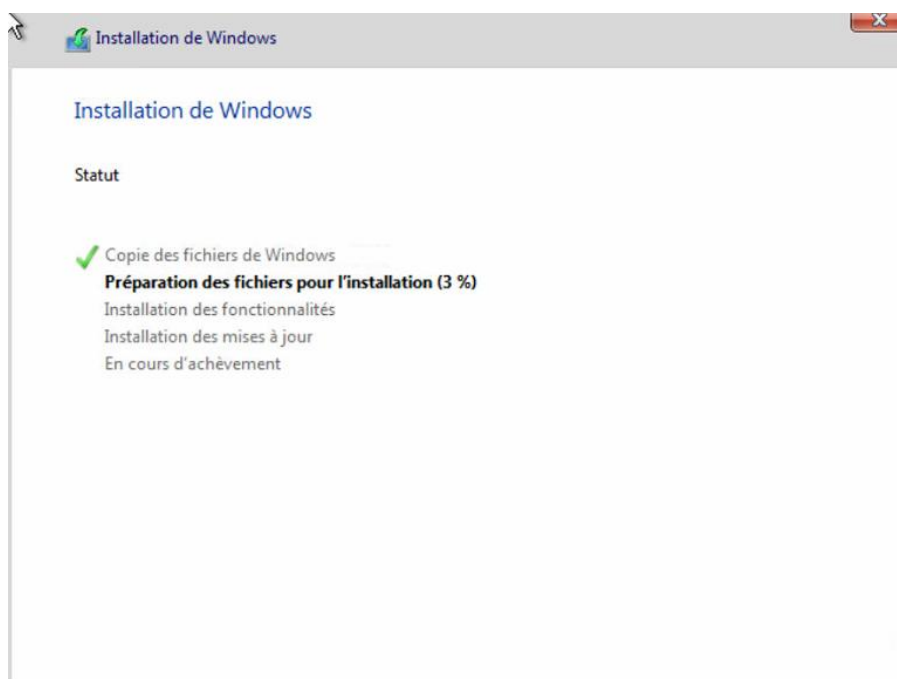 Installation de Windows
Installation de Windows
Statut
Copie des fichiers de Windows
Préparation des fichiers pour l'installation (3 %)
Installation des fonctionnalités
Installation des mises à jour
En cours d'achèvement